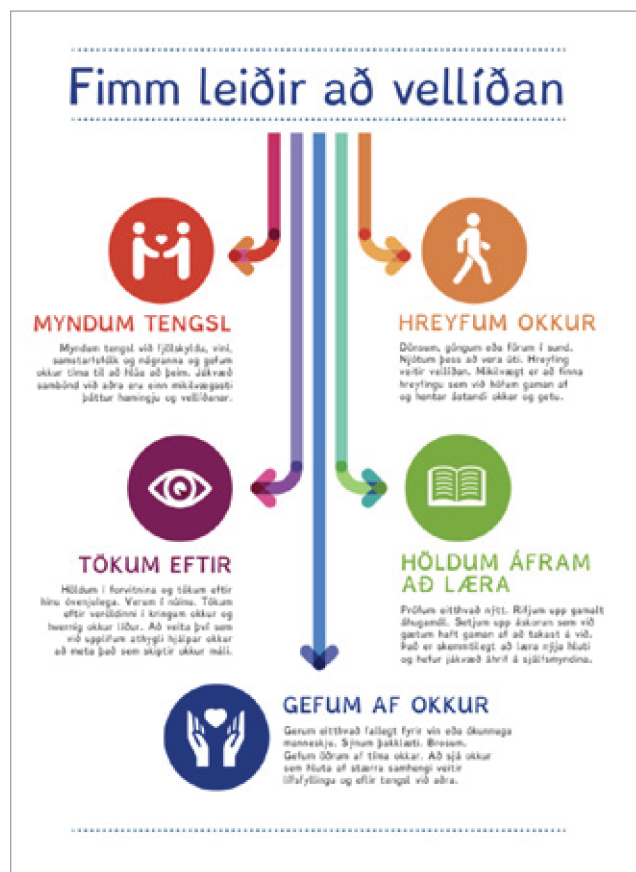 Fimm leiðir að vellíðan
MYNDUM TENGSL
Myndum tengsl við fjölskyldu, vini,
samstarfsfólk og nágranna og gefum
okkur tíma til að hlúa að þeim. Jákvæð
sambönd við aðra eru einn mikilvægasti
þáttur hamingju og vellíðanar.
HREYFUM OKKUR
Dönsum, göngum eða förum í sund.
Njótum þess að vera úti. Hreyfing
veitir vellíðan. Mikilvægt er að finna
hreyfingu sem við höfum gaman af
og hentar ástandi okkar og getu.
TÖKUM EFTIR
Höldum í forvitnina og tökum eftir
hinu óvenjulega. Verum í núinu. Tökum
eftir veröldinni í kringum okkur og
hvernig okkur líður. Að veita því sem
við upplifum athygli hjálpar okkur
að meta það sem skiptir okkur máli.
HÖLDUM ÁFRAM
AÐ LÆRA
Prófum eitthvað nýtt. Rifjum upp gamalt
áhugamál. Setjum upp áskorun sem við
gætum haft gaman af að takast á við.
Það er skemmtilegt að læra nýja hluti
og hefur jákvæð áhrif á sjálfsmyndina.
GEFUM AF OKKUR
Gerum eitthvað fallegt fyrir vin eða ókunnuga
manneskju. Sýnum þakklæti. Brosum.
Gefum öðrum af tíma okkar. Að sjá okkur
sem hluta af stærra samhengi veitir
lífsfyllingu og eflir tengsl við aðra.